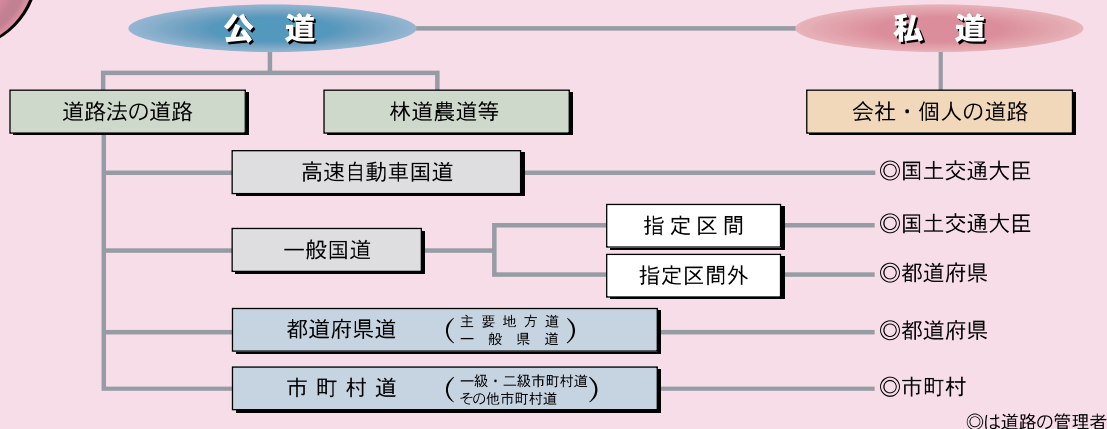 公 道
私 道
道路法の道路
林道農道等
会社・個人の道路
高速自動車国道
◎国土交通大臣
一般国道
指定区間
◎国土交通大臣
指定区間外
◎都道府県
都道府県道
(主要地方道
一般県道)
◎都道府県
市町村道
(一級・二級市町村道
その他市町村道)
◎市町村
◎は道路の管理者